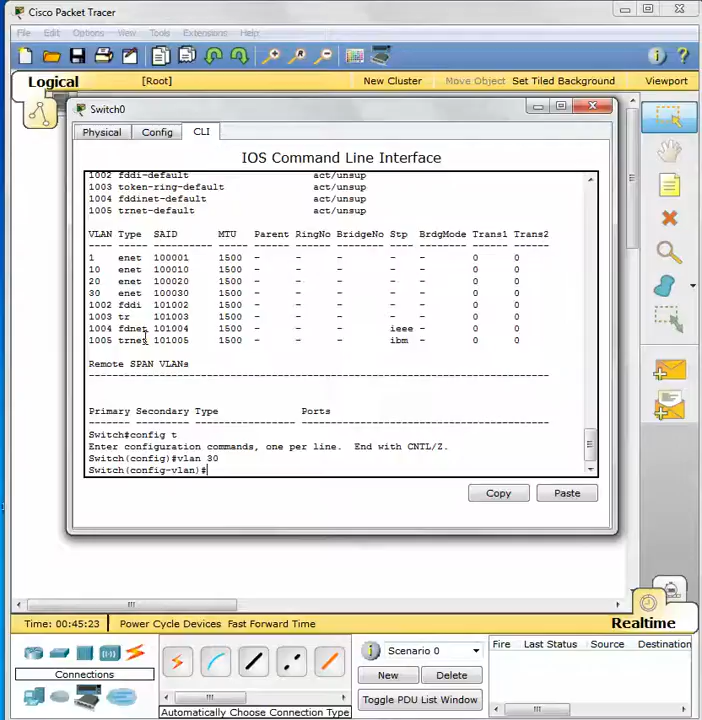 Cisco Packet Tracer
File Edit Options View Tools Extensions Help
Logical [Root] New Cluster Move Object Set Tiled Background Viewport
Switch0
Physical Config CLI
IOS Command Line Interface
1002 fddi-default act/unsup
1003 token-ring-default act/unsup
1004 fddinet-default act/unsup
1005 trnet-default act/unsup
VLAN Type SAID MTU Parent RingNo BridgeNo Stp BrdgMode Trans1 Trans2
---- ----- ---------- ----- ------ ------ -------- ---- -------- ------ ------
1 enet 100001 1500 - - - - - 0 0
10 enet 100010 1500 - - - - - 0 0
20 enet 100020 1500 - - - - - 0 0
30 enet 100030 1500 - - - - - 0 0
1002 fddi 101002 1500 - - - - - 0 0
1003 tr 101003 1500 - - - - - 0 0
1004 fdnet 101004 1500 - - - ieee - 0 0
1005 trnet 101005 1500 - - - ibm - 0 0
Remote SPAN VLANs
------------------------------------------------------------------------------
Primary Secondary Type Ports
------- --------- ----------------- ------------------------------------------
Switch#config t
Enter configuration commands, one per line. End with CNTL/Z.
Switch(config)#vlan 30
Switch(config-vlan)#
Copy Paste
Time: 00:45:23 Power Cycle Devices Fast Forward Time Realtime
Scenario 0
Fire Last Status Source Destination
Connections
New Delete
Toggle PDU List Window
Automatically Choose Connection Type